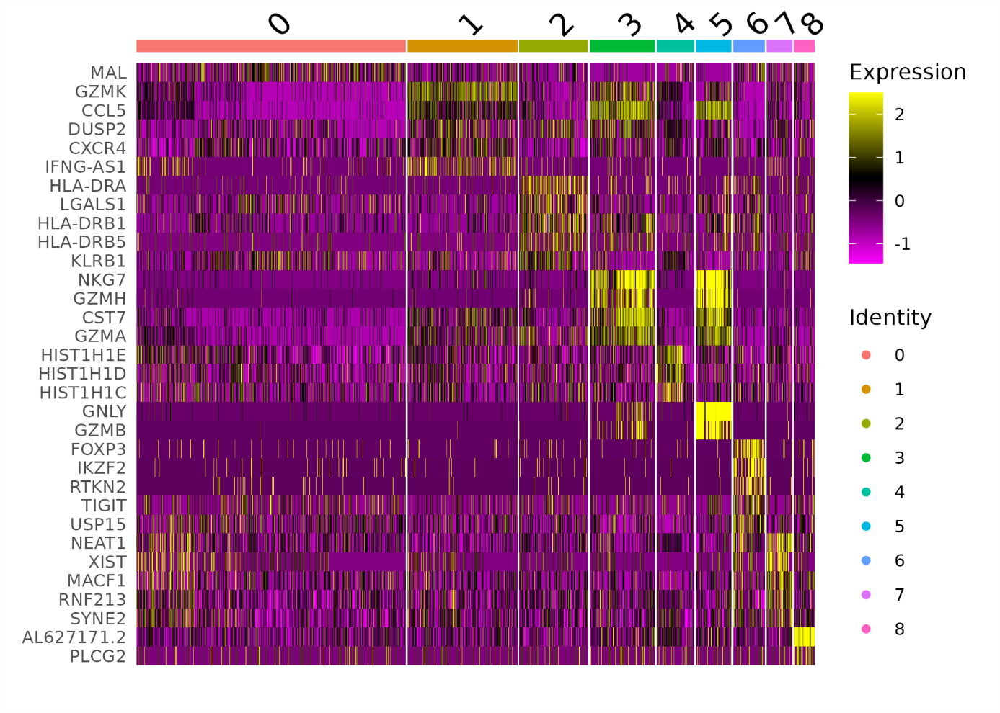 0 1 2 3 4 5 6 7 8
MAL
GZMK
CCL5
DUSP2
CXCR4
IFNG-AS1
HLA-DRA
LGALS1
HLA-DRB1
HLA-DRB5
KLRB1
NKG7
GZMH
CST7
GZMA
HIST1H1E
HIST1H1D
HIST1H1C
GNLY
GZMB
FOXP3
IKZF2
RTKN2
TIGIT
USP15
NEAT1
XIST
MACF1
RNF213
SYNE2
AL627171.2
PLCG2
Expression
2
1
0
-1
Identity
0
1
2
3
4
5
6
7
8